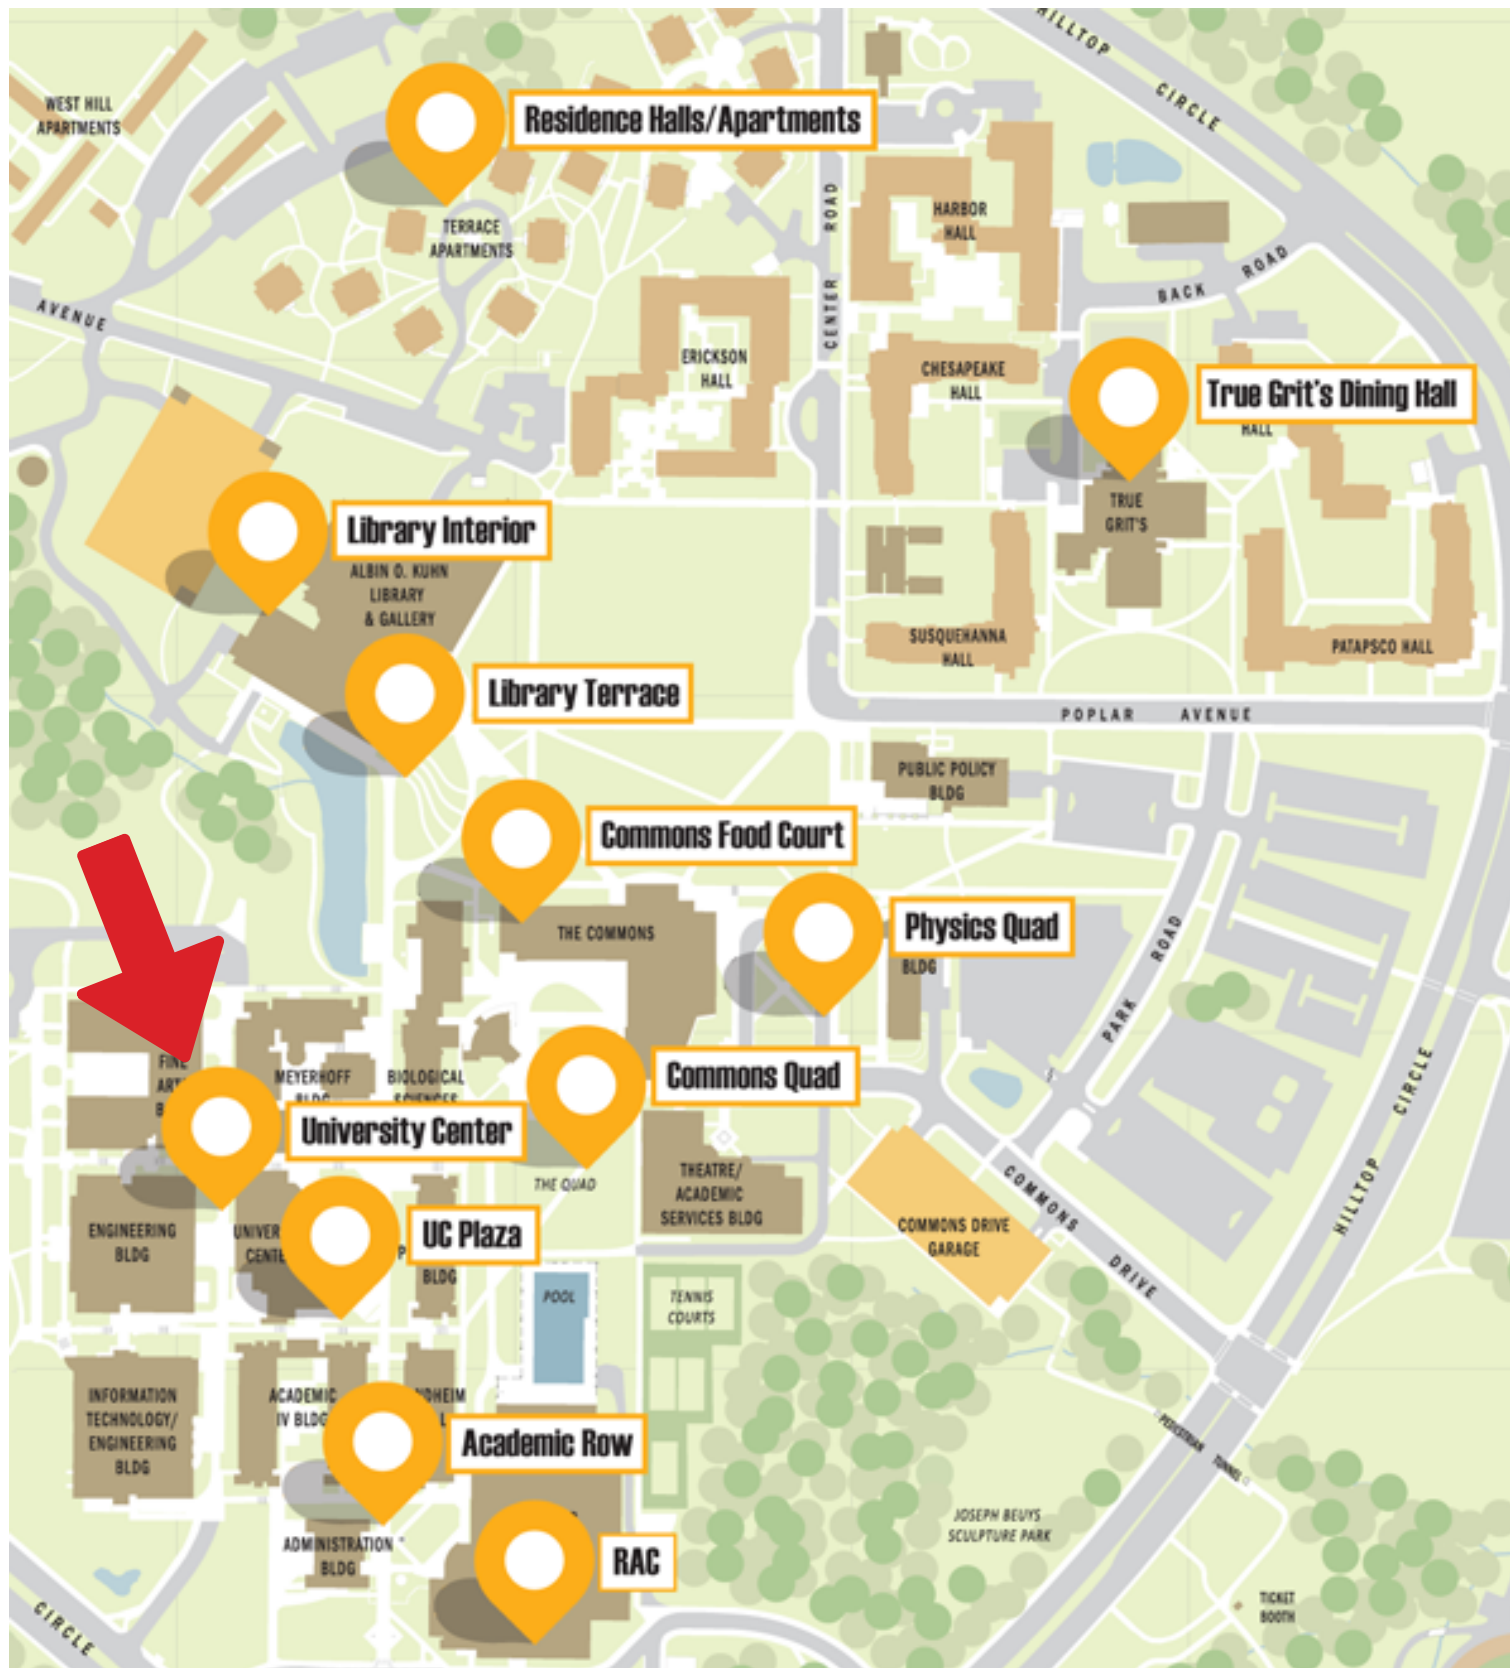 HILLTOP CIRCLE
WEST HILL
APARTMENTS
Residence Halls/Apartments
TERRACE
APARTMENTS
CENTER ROAD
HARBOR
HALL
BACK ROAD
AVENUE
ERICKSON
HALL
CHESAPEAKE
HALL
True Grit's Dining Hall
HALL
TRUE
GRIT'S
Library Interior
ALBIN O. KUHN
LIBRARY
& GALLERY
SUSQUEHANNA
HALL
PATAPSCO HALL
Library Terrace
POPLAR AVENUE
PUBLIC POLICY
BLDG
Commons Food Court
THE COMMONS
Physics Quad
BLDG
PARK ROAD
FINE
MEYERHOFF
BLDG
BIOLOGICAL
SCIENCES
Commons Quad
HILLTOP CIRCLE
University Center
THE QUAD
THEATRE/
ACADEMIC
SERVICES BLDG
COMMONS DRIVE
ENGINEERING
BLDG
UC Plaza
BLDG
COMMONS DRIVE
GARAGE
POOL
TENNIS
COURTS
INFORMATION
TECHNOLOGY/
ENGINEERING
BLDG
ACADEMIC
IV BLDG
Academic Row
PEDESTRIAN TUNNEL
JOSEPH BEUYS
SCULPTURE PARK
ADMINISTRATION
BLDG
RAC
CIRCLE
TICKET
BOOTH